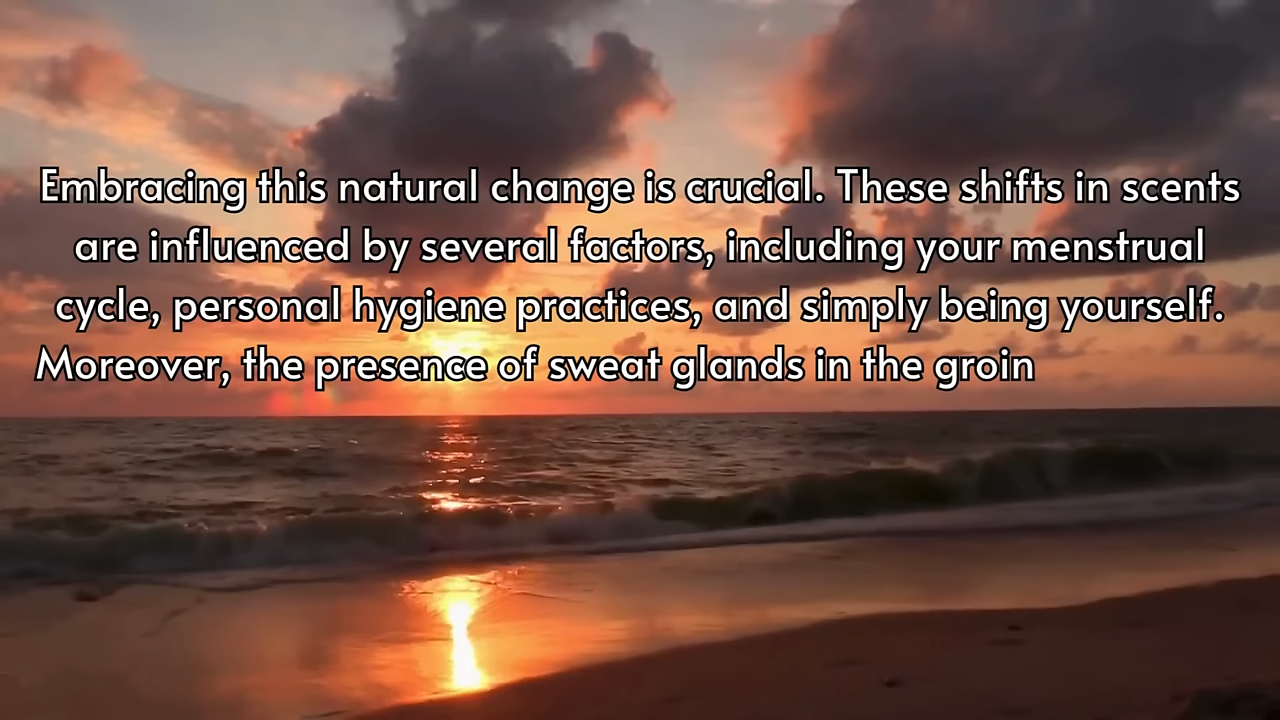 Embracing this natural change is crucial. These shifts in scents
are influenced by several factors, including your menstrual
cycle, personal hygiene practices, and simply being yourself.
Moreover, the presence of sweat glands in the groin